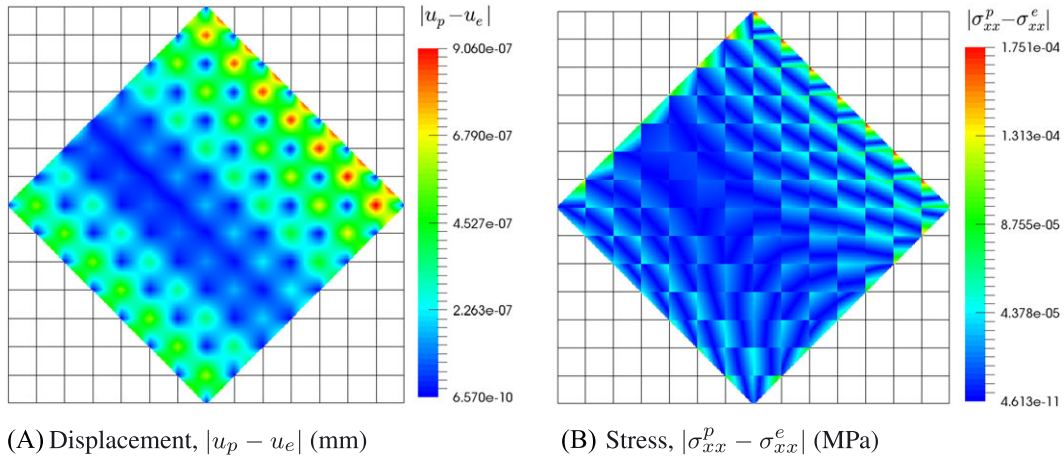 |u_p − u_e|
9.060e-07
6.790e-07
4.527e-07
2.263e-07
6.570e-10
(A) Displacement, |u_p − u_e| (mm)
|σ^p_xx − σ^e_xx|
1.751e-04
1.313e-04
8.755e-05
4.378e-05
4.613e-11
(B) Stress, |σ^p_xx − σ^e_xx| (MPa)